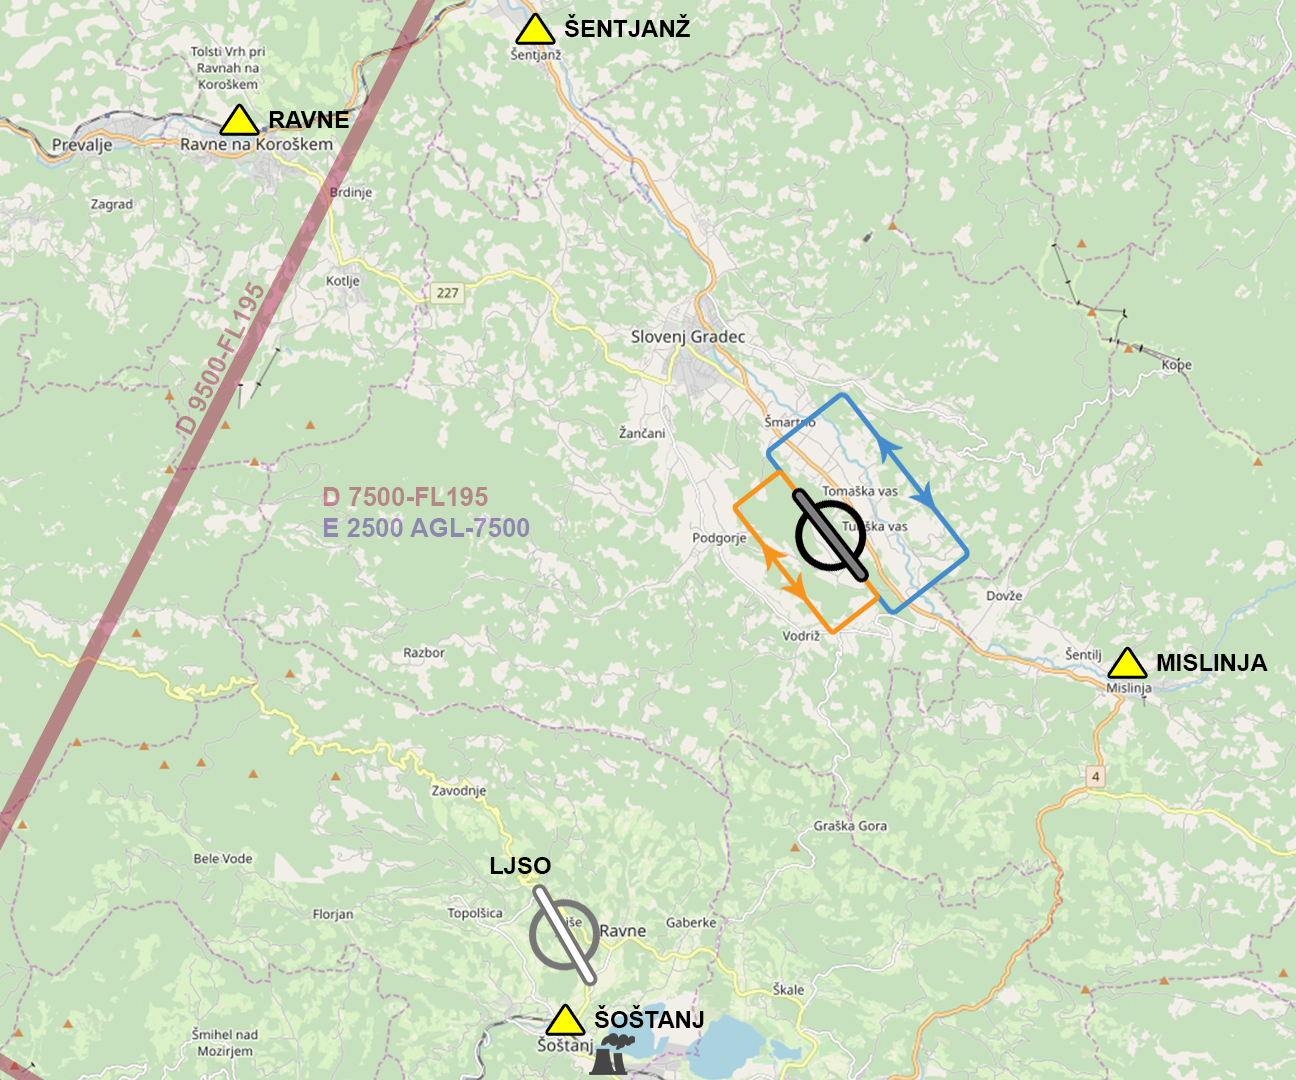 ŠENTJANŽ
Šentjanž
Tolsti Vrh pri
Ravnah na
Koroškem
RAVNE
Prevalje
Ravne na Koroškem
Brdinje
Zagrad
Kotlje
227
D 9500-FL195
Slovenj Gradec
Kope
Šmartno
Žančani
D 7500-FL195
E 2500 AGL-7500
Tomaška vas
Turiška vas
Podgorje
Dovže
Vodriž
Razbor
Šentilj
MISLINJA
Mislinja
4
Zavodnje
Graška Gora
Bele Vode
LJSO
Florjan
Topolšica
Ravne
Gaberke
Škale
ŠOŠTANJ
Šoštanj
Šmihel nad
Mozirjem